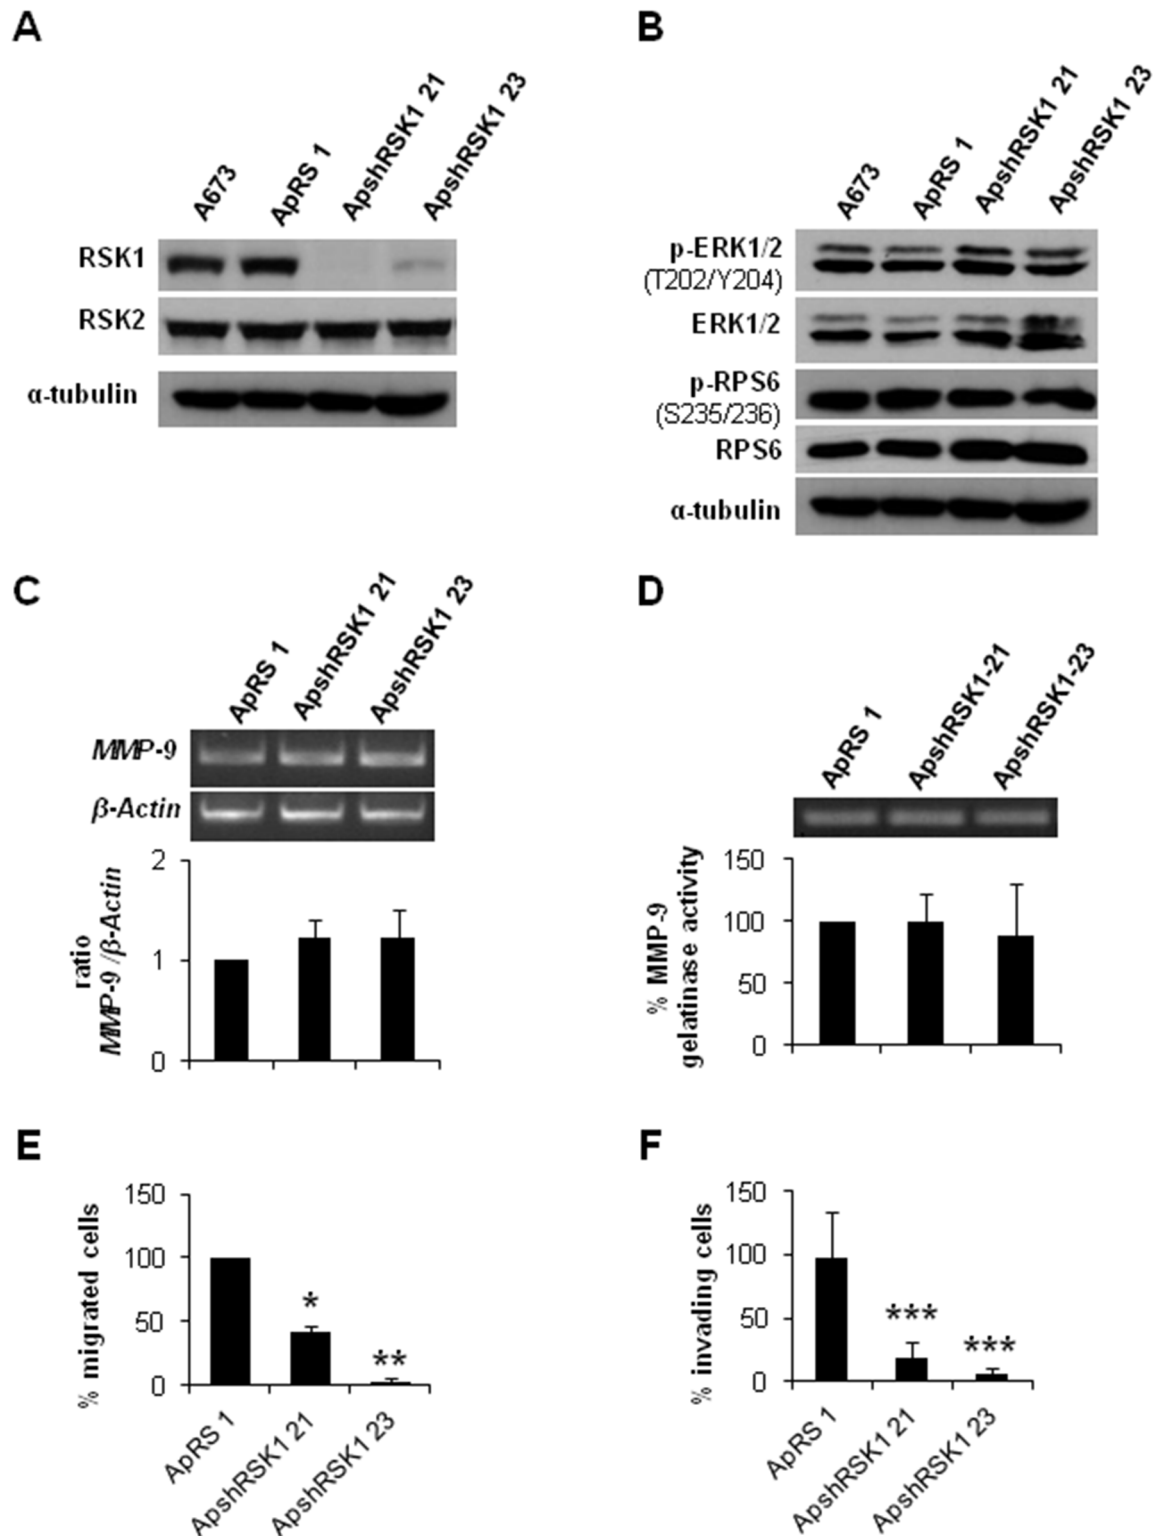 A
A673
ApRS 1
ApshRSK1 21
ApshRSK1 23
RSK1
RSK2
α-tubulin
B
A673
ApRS 1
ApshRSK1 21
ApshRSK1 23
p-ERK1/2
(T202/Y204)
ERK1/2
p-RPS6
(S235/236)
RPS6
α-tubulin
C
ApRS 1
ApshRSK1 21
ApshRSK1 23
MMP-9
β-Actin
ratio
MMP-9 /β-Actin
2
1
0
D
ApRS 1
ApshRSK1-21
ApshRSK1-23
% MMP-9
gelatinase activity
150
100
50
0
E
% migrated cells
150
100
50
0
*
**
ApRS 1
ApshRSK1 21
ApshRSK1 23
F
% invading cells
150
100
50
0
***
***
ApRS 1
ApshRSK1 21
ApshRSK1 23